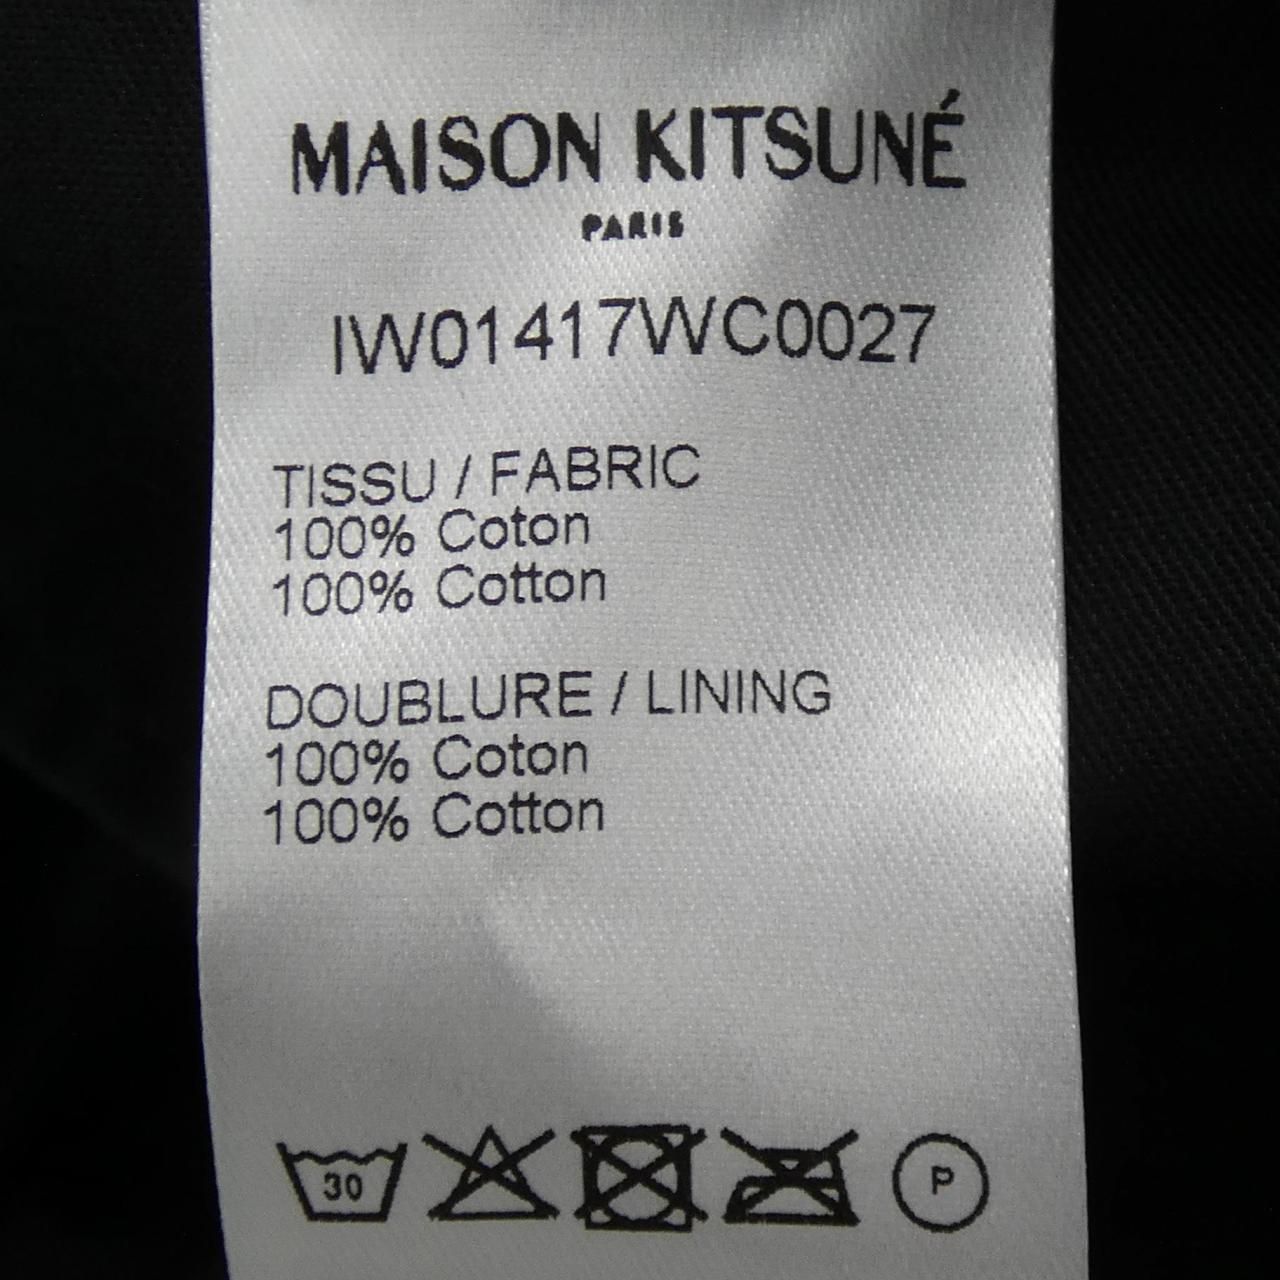 MAISON KITSUNÉ
PARIS
IW01417WC0027
TISSU / FABRIC
100% Coton
100% Cotton
DOUBLURE / LINING
100% Coton
100% Cotton
30
P